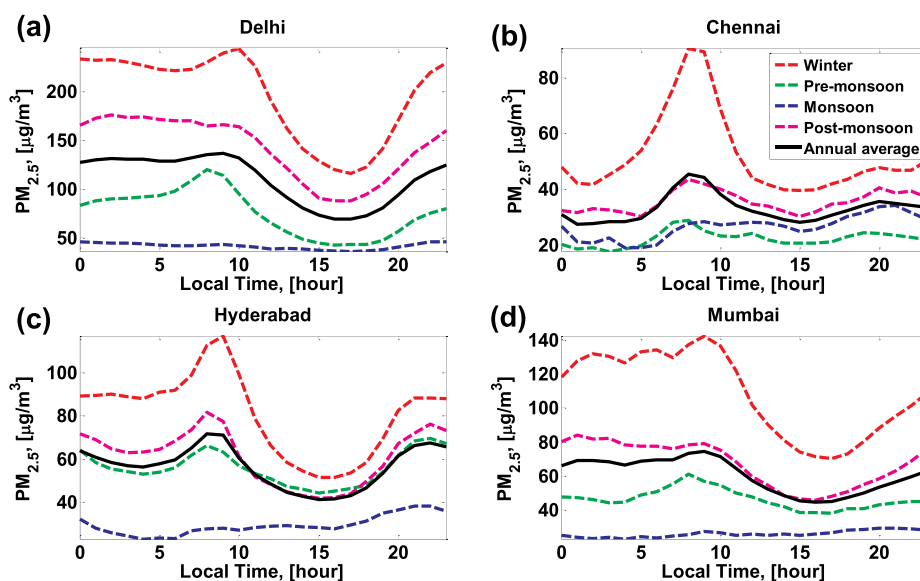 (a)
Delhi
PM2.5, [μg/m3]
200
150
100
50
0 5 10 15 20
Local Time, [hour]
(b)
Chennai
PM2.5, [μg/m3]
80
60
40
20
0 5 10 15 20
Local Time, [hour]
Winter
Pre-monsoon
Monsoon
Post-monsoon
Annual average
(c)
Hyderabad
PM2.5, [μg/m3]
100
80
60
40
0 5 10 15 20
Local Time, [hour]
(d)
Mumbai
PM2.5, [μg/m3]
140
120
100
80
60
40
0 5 10 15 20
Local Time, [hour]